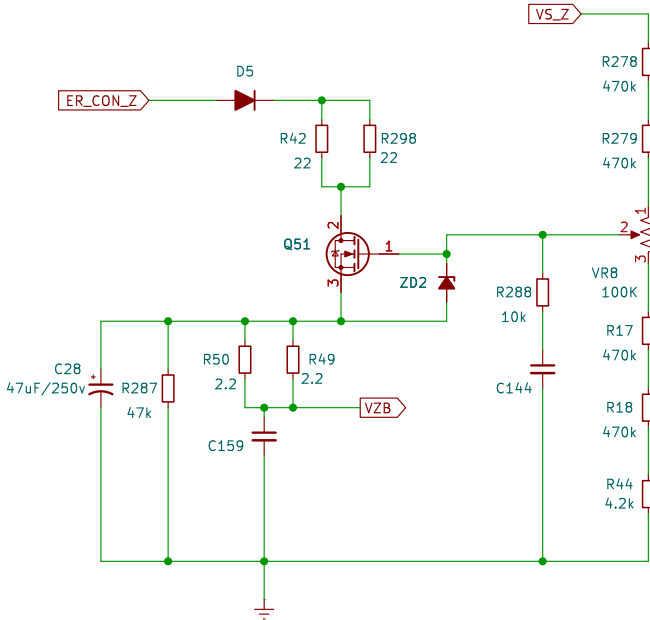 VS_Z
R278
470k
D5
ER_CON_Z
R42
22
R298
22
R279
470k
2
Q51
1
3
1
2
3
VR8
100K
ZD2
R288
10k
R17
470k
C28
+
47uF/250v
R287
47k
R50
2.2
R49
2.2
C144
VZB
R18
470k
C159
R44
4.2k